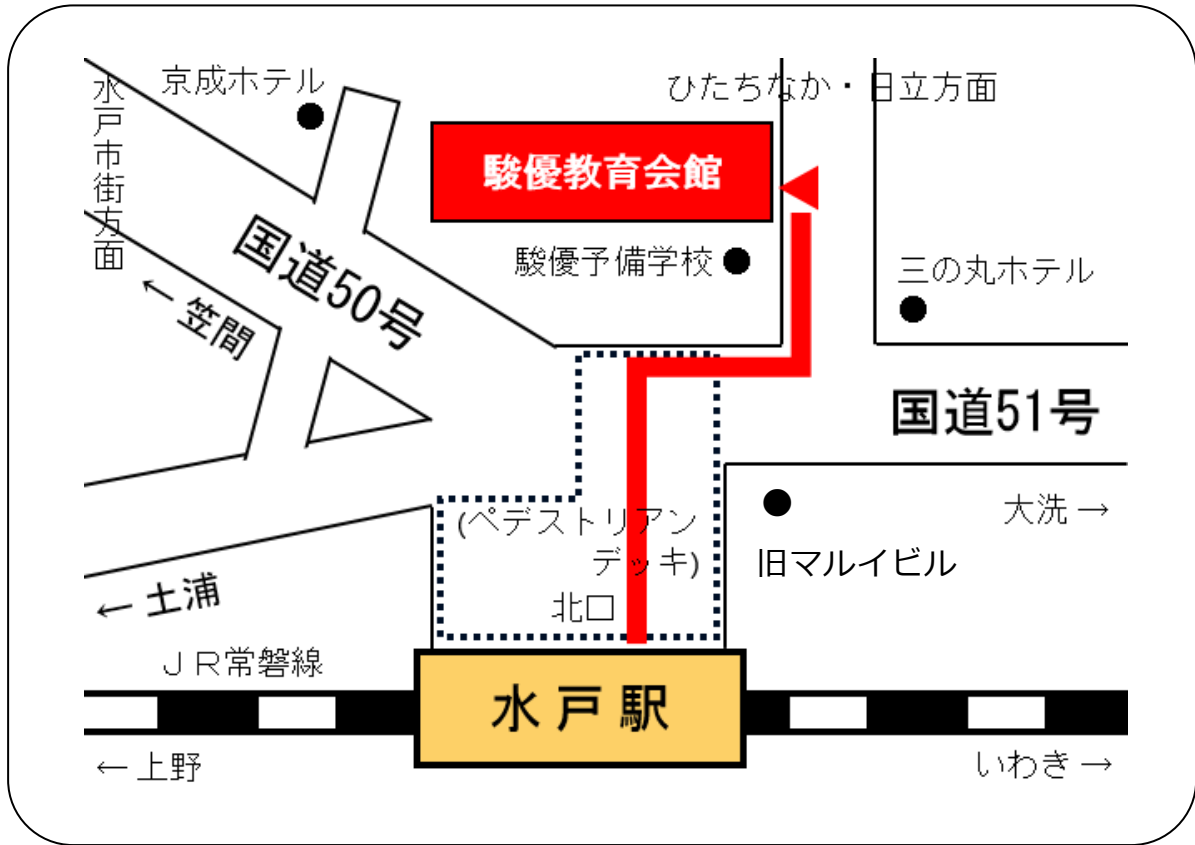 京成ホテル
ひたちなか・日立方面
水戸市街方面
駿優教育会館
国道50号
駿優予備学校
三の丸ホテル
← 笠間
国道51号
(ペデストリアン
デッキ)
大洗 →
旧マルイビル
北口
← 土浦
ＪＲ常磐線
水戸駅
← 上野
いわき →